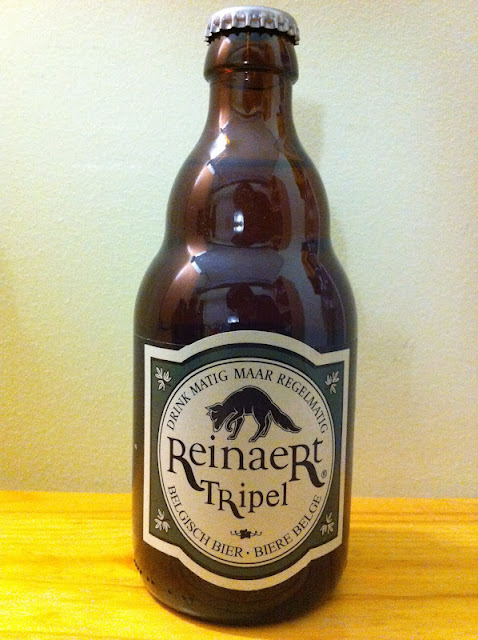 DRINK MATIG MAAR REGELMATIG
ReinaeRt®
TRipel
BELGISCH BIER · BIERE BELGE